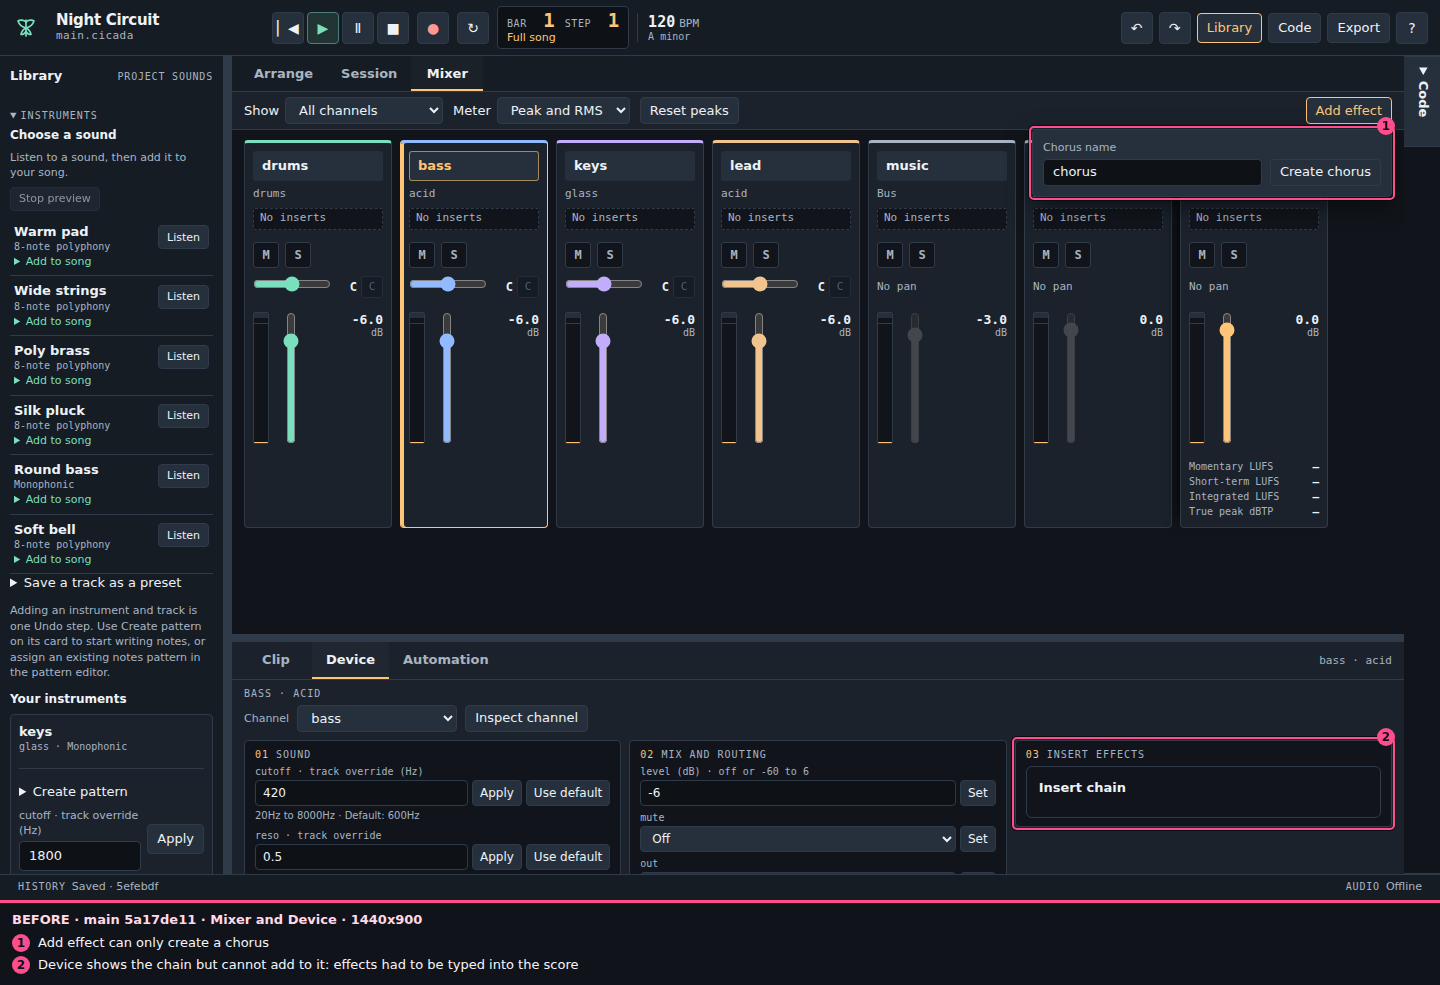 Night Circuit
main.cicada
BAR 1 STEP 1
Full song
120 BPM
A minor
Library
Code
Export
?
Library
PROJECT SOUNDS
INSTRUMENTS
Choose a sound
Listen to a sound, then add it to
your song.
Stop preview
Warm pad
8-note polyphony
Add to song
Listen
Wide strings
8-note polyphony
Add to song
Listen
Poly brass
8-note polyphony
Add to song
Listen
Silk pluck
8-note polyphony
Add to song
Listen
Round bass
Monophonic
Add to song
Listen
Soft bell
8-note polyphony
Add to song
Listen
Save a track as a preset
Adding an instrument and track is
one Undo step. Use Create pattern
on its card to start writing notes, or
assign an existing notes pattern in
the pattern editor.
Your instruments
keys
glass · Monophonic
Create pattern
cutoff · track override
(Hz)
1800
Apply
Arrange
Session
Mixer
Code
Show
All channels
Meter
Peak and RMS
Reset peaks
Add effect
1
Chorus name
chorus
Create chorus
drums
drums
No inserts
M
S
C
C
-6.0
dB
bass
acid
No inserts
M
S
C
C
-6.0
dB
keys
glass
No inserts
M
S
C
C
-6.0
dB
lead
acid
No inserts
M
S
C
C
-6.0
dB
music
Bus
No inserts
M
S
No pan
-3.0
dB
No inserts
M
S
No pan
0.0
dB
No inserts
M
S
No pan
0.0
dB
Momentary LUFS –
Short-term LUFS –
Integrated LUFS –
True peak dBTP –
Clip
Device
Automation
bass · acid
BASS · ACID
Channel
bass
Inspect channel
01 SOUND
cutoff · track override (Hz)
420
Apply
Use default
20Hz to 8000Hz · Default: 600Hz
reso · track override
0.5
Apply
Use default
02 MIX AND ROUTING
level (dB) · off or -60 to 6
-6
Set
mute
Off
Set
out
2
03 INSERT EFFECTS
Insert chain
HISTORY Saved · 5efebdf
AUDIO Offline
BEFORE · main 5a17de11 · Mixer and Device · 1440x900
1 Add effect can only create a chorus
2 Device shows the chain but cannot add to it: effects had to be typed into the score